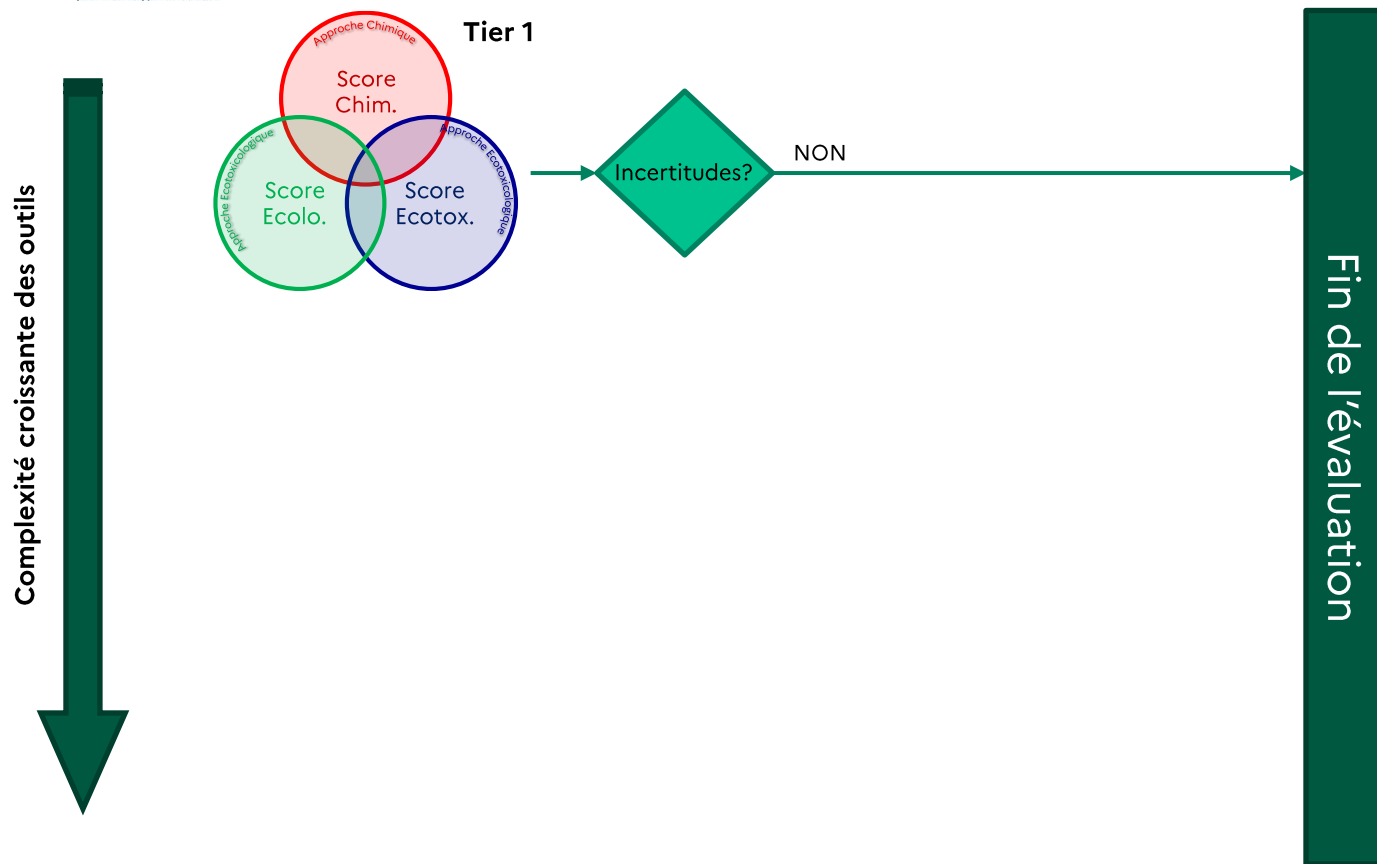 Approche Chimique
Tier 1
Score
Chim.
Approche Ecotoxicologique
Approche Ecotoxicologique
Score
Ecolo.
Score
Ecotox.
Incertitudes?
NON
Complexité croissante des outils
Fin de l'évaluation